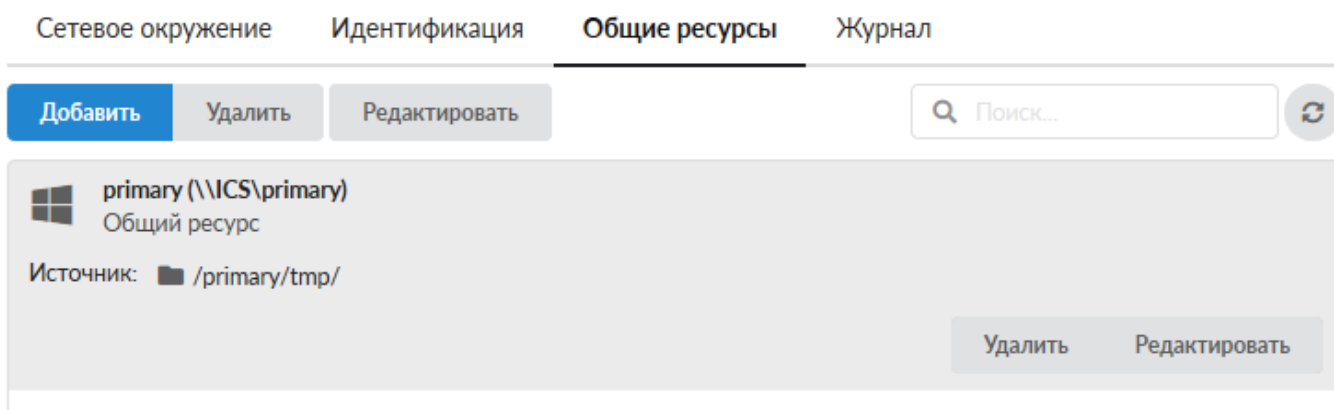 Сетевое окружение Идентификация Общие ресурсы Журнал
Добавить Удалить Редактировать Поиск...
primary (\\ICS\primary)
Общий ресурс
Источник: /primary/tmp/
Удалить Редактировать